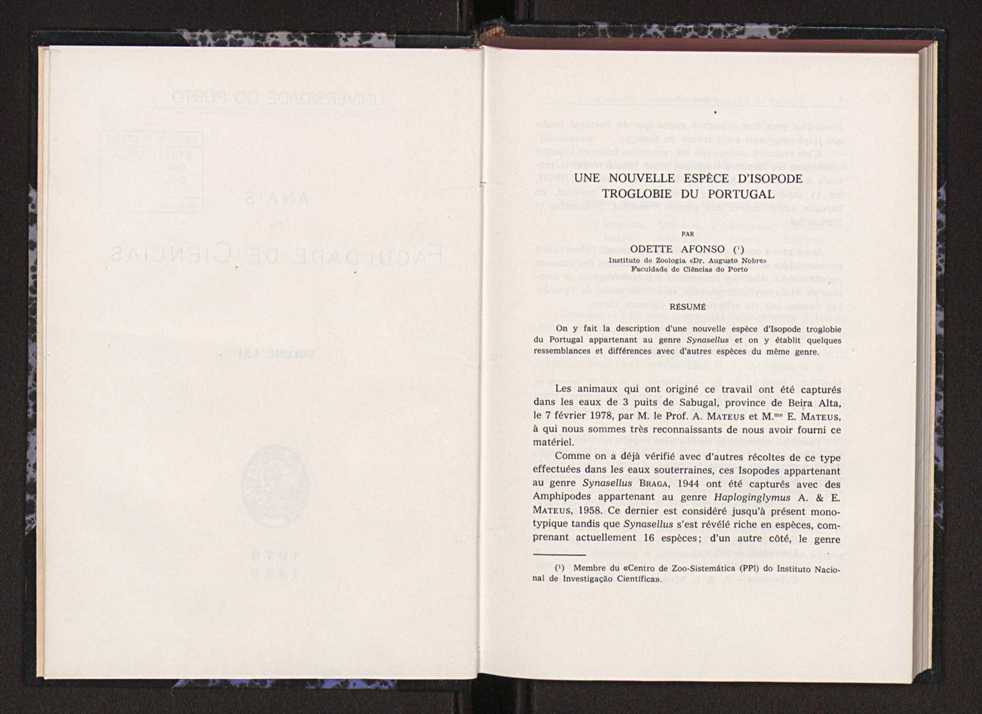 UNE NOUVELLE ESPÈCE D'ISOPODE
TROGLOBIE DU PORTUGAL
PAR
ODETTE AFONSO (¹)
Instituto de Zoologia «Dr. Augusto Nobre»
Faculdade de Ciências do Porto
RÉSUMÉ
On y fait la description d'une nouvelle espèce d'Isopode troglobie
du Portugal appartenant au genre Synasellus et on y établit quelques
ressemblances et différences avec d'autres espèces du même genre.
Les animaux qui ont originé ce travail ont été capturés
dans les eaux de 3 puits de Sabugal, province de Beira Alta,
le 7 février 1978, par M. le Prof. A. MATEUS et M.me E. MATEUS,
à qui nous sommes très reconnaissants de nous avoir fourni ce
matériel.
Comme on a déjà vérifié avec d'autres récoltes de ce type
effectuées dans les eaux souterraines, ces Isopodes appartenant
au genre Synasellus BRAGA, 1944 ont été capturés avec des
Amphipodes appartenant au genre Haploginglymus A. & E.
MATEUS, 1958. Ce dernier est considéré jusqu'à présent mono-
typique tandis que Synasellus s'est révélé riche en espèces, com-
prenant actuellement 16 espèces; d'un autre côté, le genre
(¹) Membre du «Centro de Zoo-Sistemática (PPI) do Instituto Nacio-
nal de Investigação Científica».
UNIVERSIDADE DO PORTO
ANAIS
FACULDADE DE CIÊNCIAS